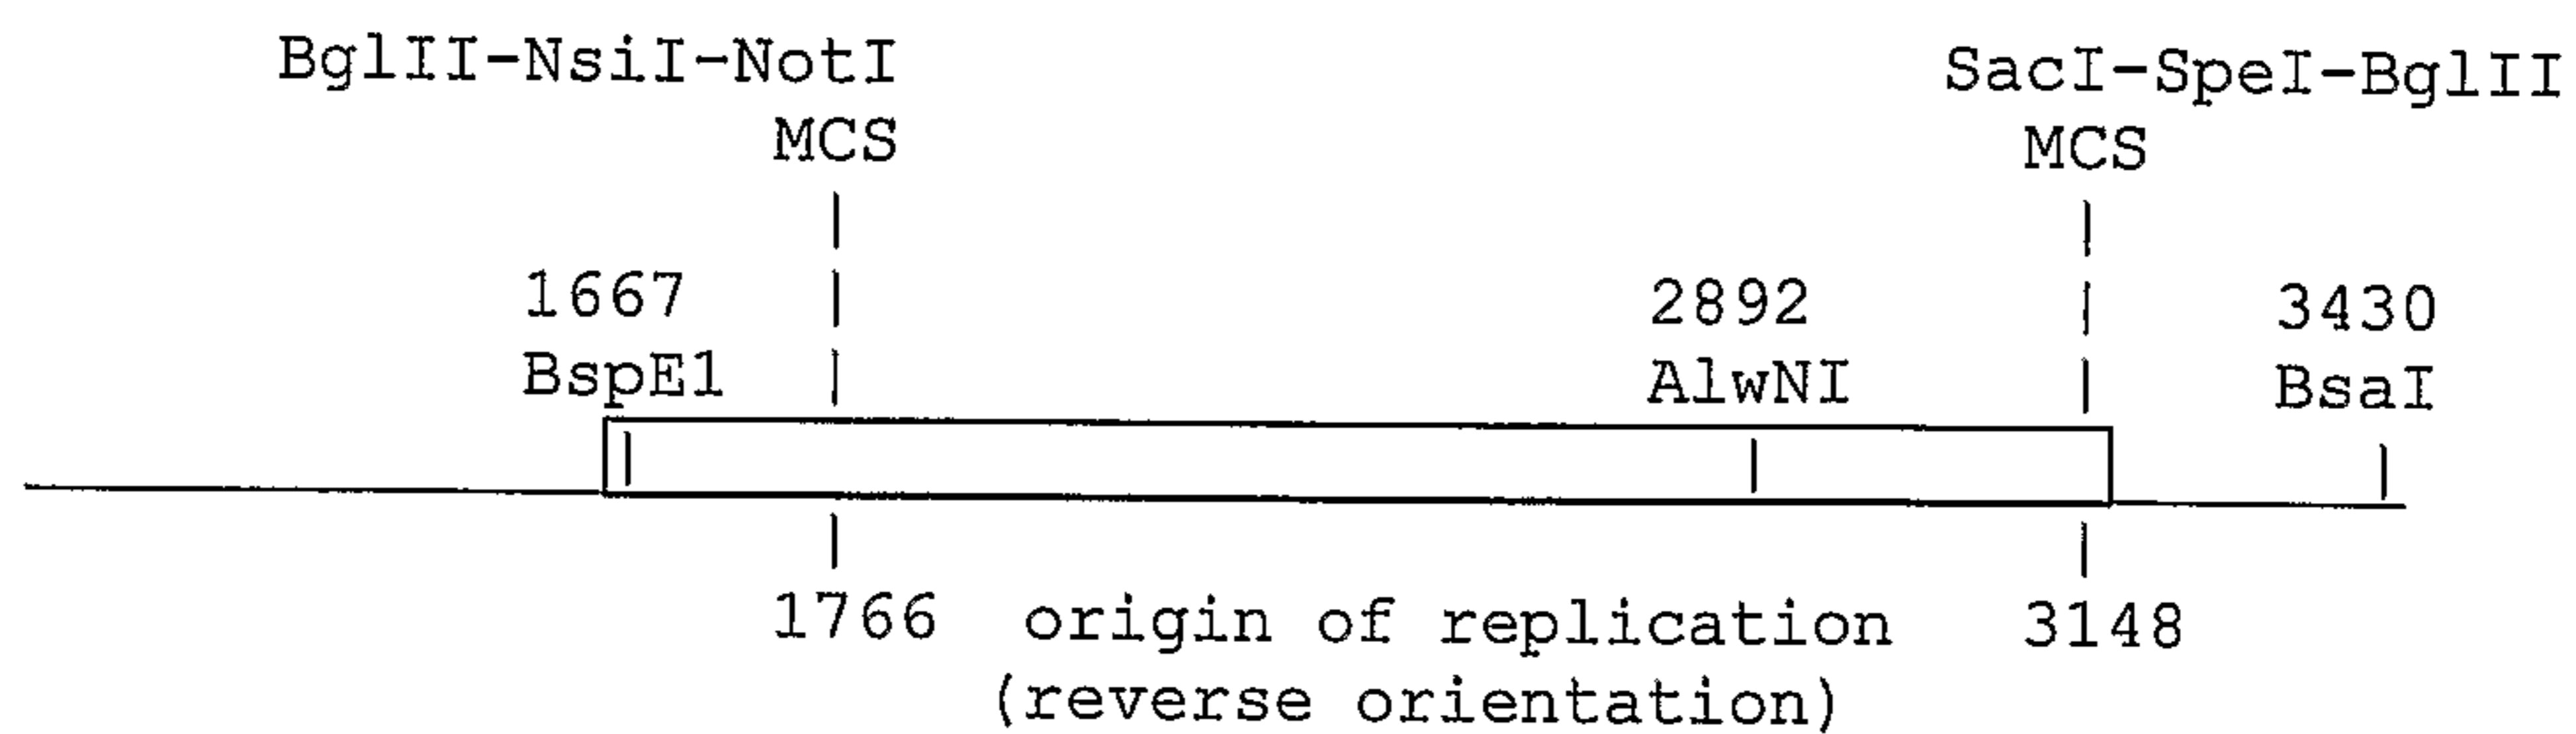 BglII-NsiI-NotI
MCS
SacI-SpeI-BglII
MCS
1667
BspE1
2892
AlwNI
3430
BsaI
1766
origin of replication
(reverse orientation)
3148